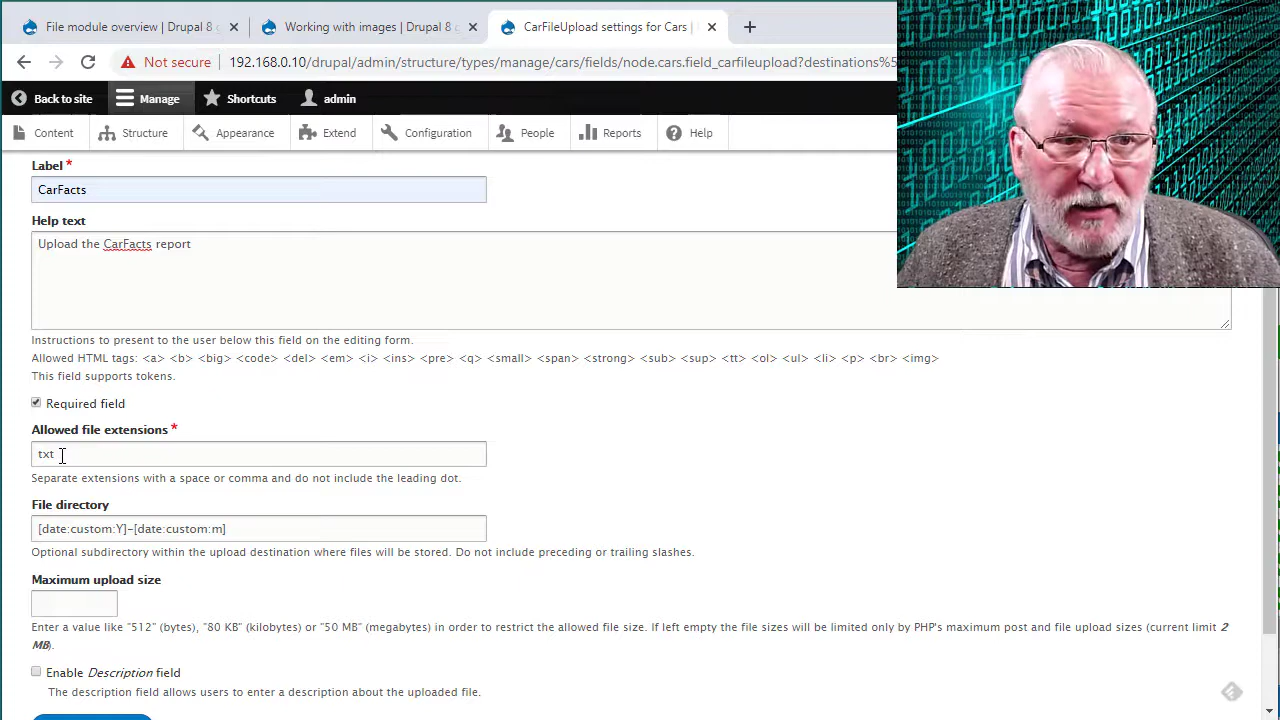 File module overview | Drupal 8 g
Working with images | Drupal 8 g
CarFileUpload settings for Cars |
Not secure
192.168.0.10/drupal/admin/structure/types/manage/cars/fields/node.cars.field_carfileupload?destinations%5
Back to site
Manage
Shortcuts
admin
Content
Structure
Appearance
Extend
Configuration
People
Reports
Help
Label *
CarFacts
Help text
Upload the CarFacts report
Instructions to present to the user below this field on the editing form.
Allowed HTML tags: <a> <b> <big> <code> <del> <em> <i> <ins> <pre> <q> <small> <span> <strong> <sub> <sup> <tt> <ol> <ul> <li> <p> <br> <img>
This field supports tokens.
Required field
Allowed file extensions *
txt
Separate extensions with a space or comma and do not include the leading dot.
File directory
[date:custom:Y]-[date:custom:m]
Optional subdirectory within the upload destination where files will be stored. Do not include preceding or trailing slashes.
Maximum upload size
Enter a value like "512" (bytes), "80 KB" (kilobytes) or "50 MB" (megabytes) in order to restrict the allowed file size. If left empty the file sizes will be limited only by PHP's maximum post and file upload sizes (current limit 2
MB).
Enable Description field
The description field allows users to enter a description about the uploaded file.